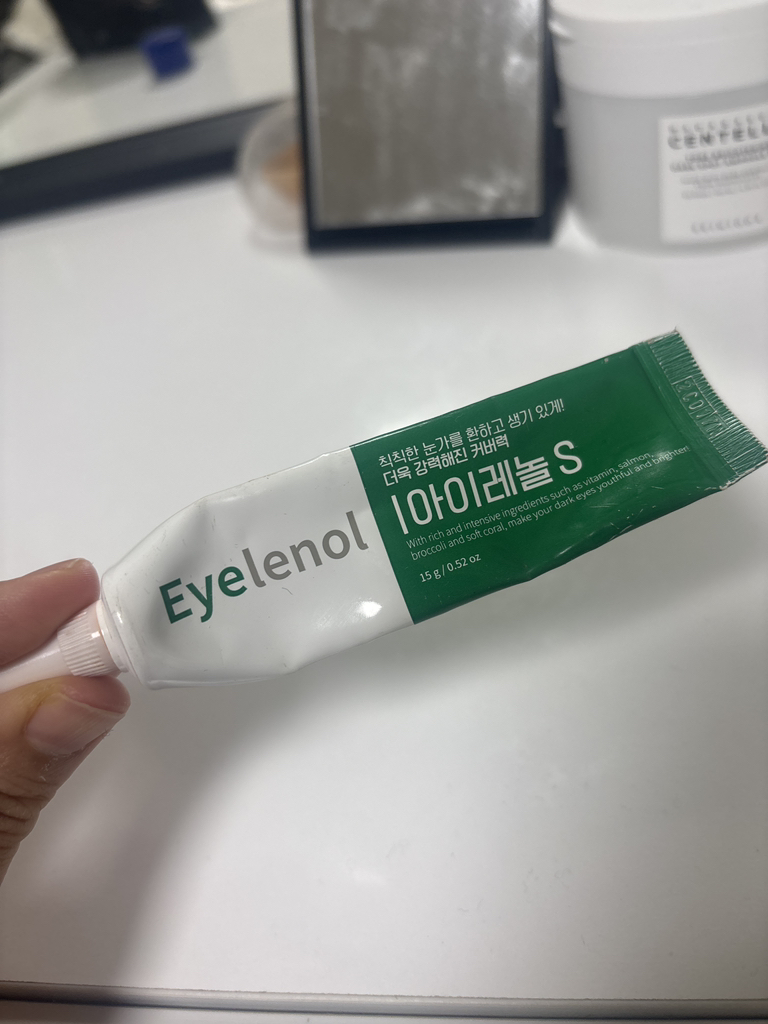 CENTELL
Eyelenol
칙칙한 눈가를 환하고 생기 있게!
더욱 강력해진 커버력
아이레놀 S
With rich and intensive ingredients such as vitamin, salmon,
broccoli and soft coral, make your dark eyes youthful and brighten
15 g / 0.52 oz